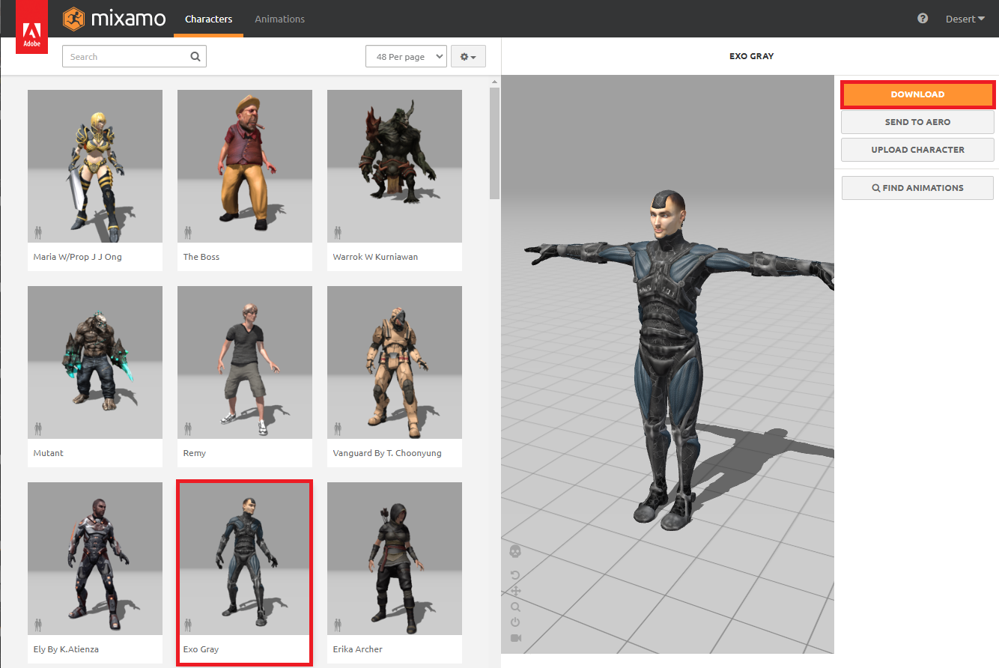 Adobe
mixamo
Characters
Animations
Desert
Search
48 Per page
EXO GRAY
DOWNLOAD
SEND TO AERO
UPLOAD CHARACTER
FIND ANIMATIONS
Maria W/Prop J J Ong
The Boss
Warrok W Kurniawan
Mutant
Remy
Vanguard By T. Choonyung
Ely By K.Atienza
Exo Gray
Erika Archer